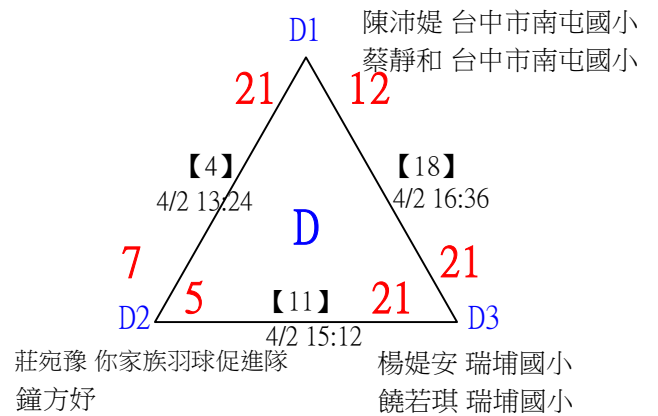 D1
陳沛媞 台中市南屯國小
蔡靜和 台中市南屯國小
21 12
【4】
4/2 13:24
【18】
4/2 16:36
D
7 21
5 【11】 21
D2 D3
4/2 15:12
莊宛豫 你家族羽球促進隊
鐘方妤
楊媞安 瑞埔國小
饒若琪 瑞埔國小